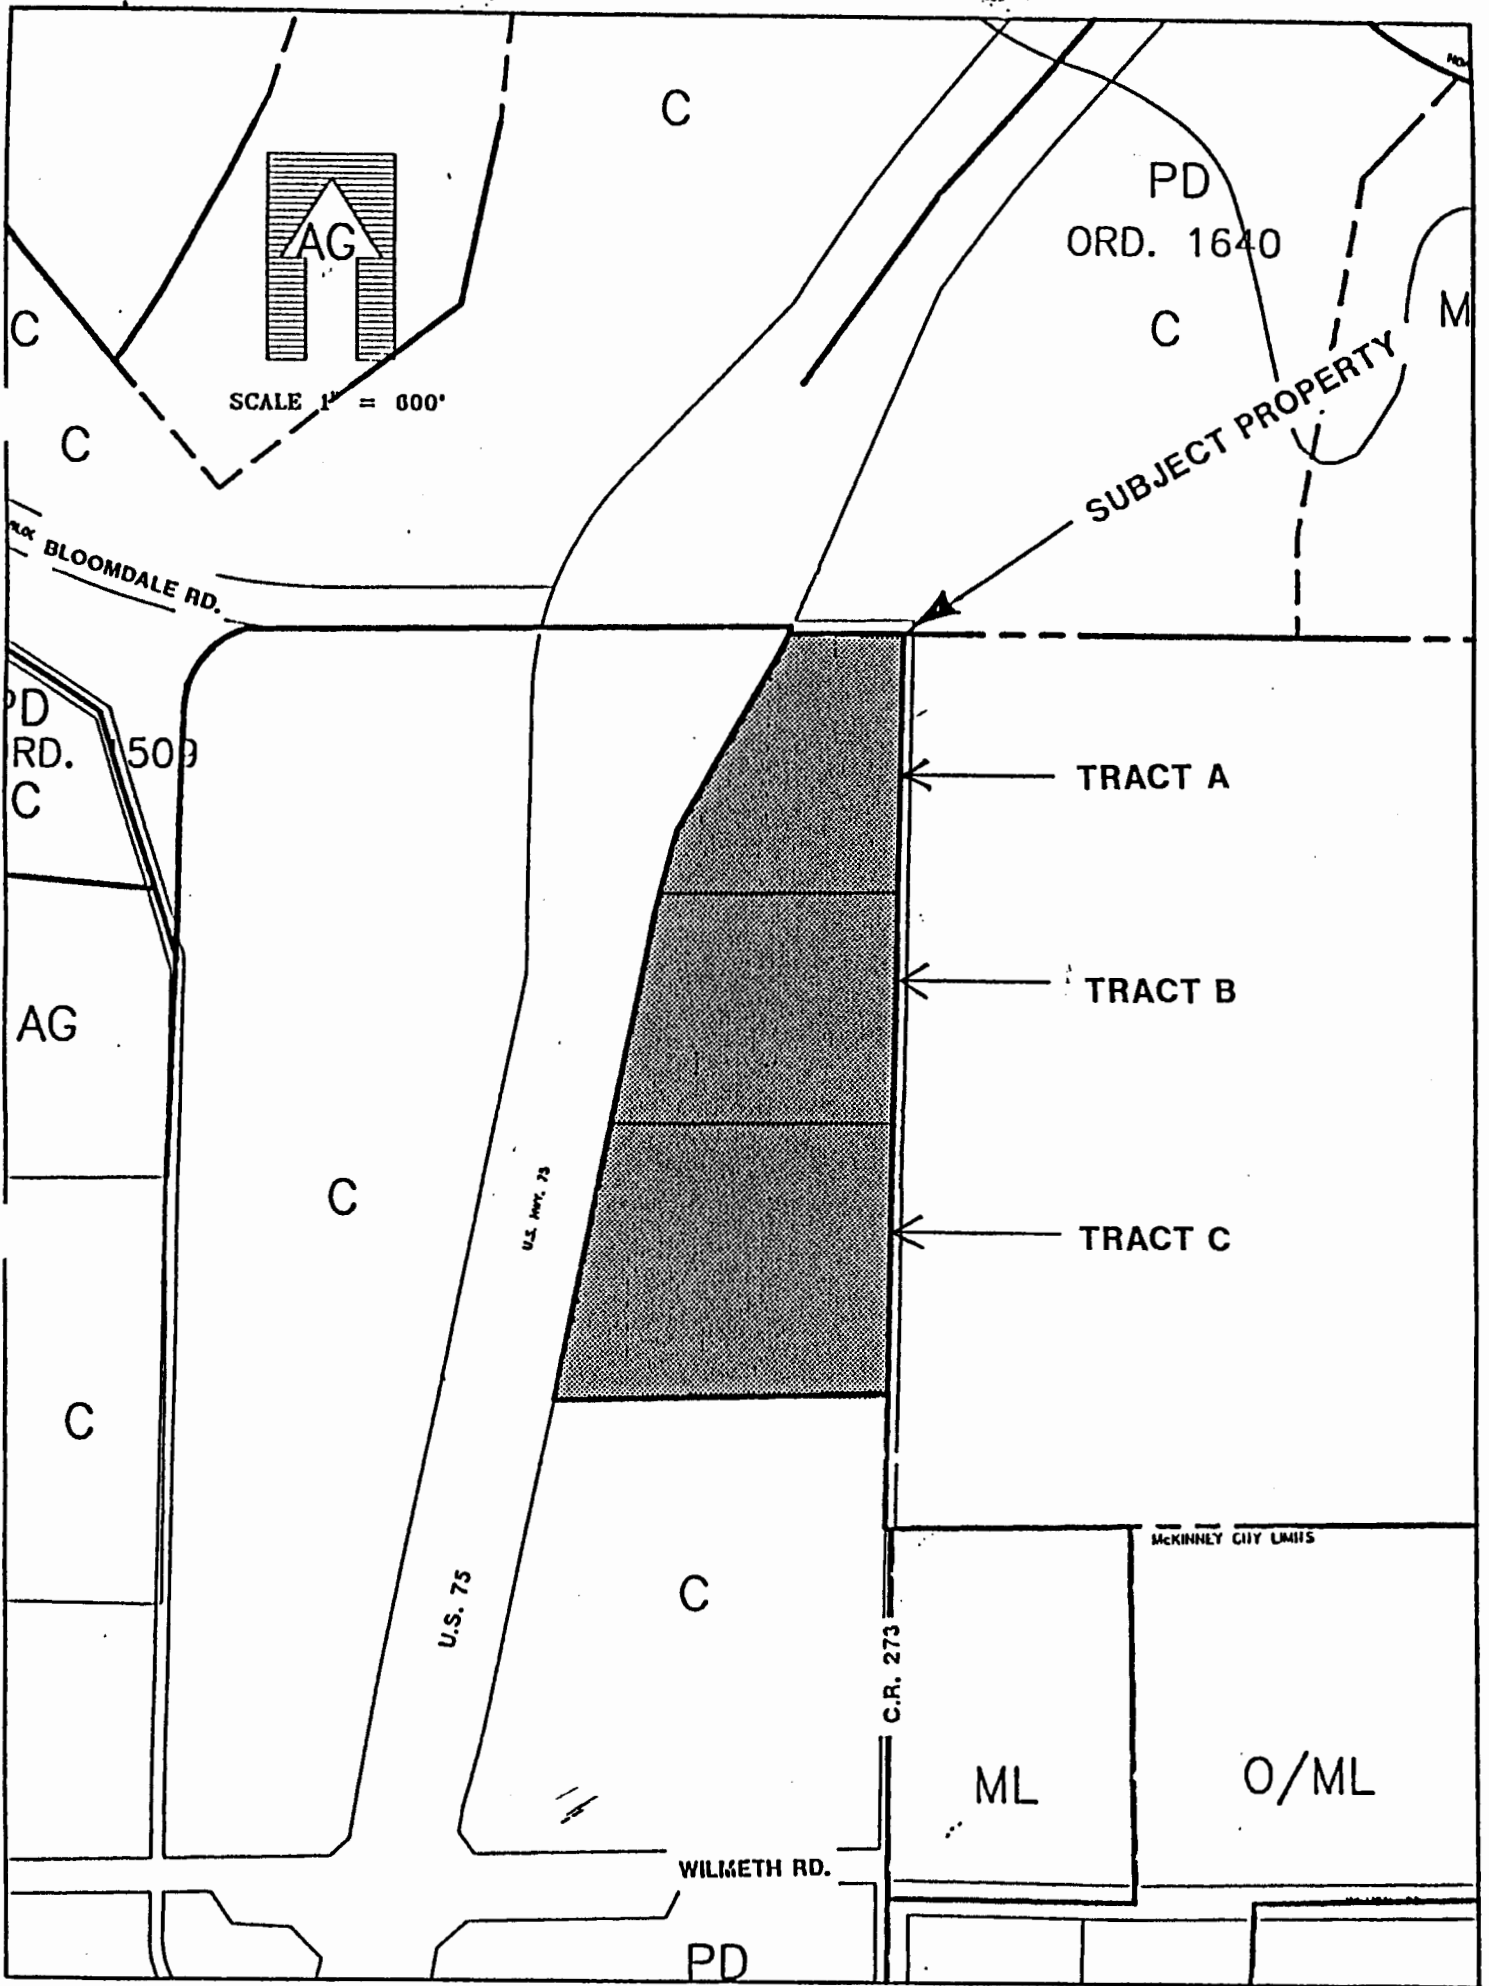 C
PD
ORD. 1640
C
M
AG
C
SCALE 1" = 600'
C
SUBJECT PROPERTY
BLOOMDALE RD.
PD
RD. 1509
C
TRACT A
TRACT B
AG
C
U.S. HWY. 75
TRACT C
C
McKINNEY CITY LIMITS
C
U.S. 75
C.R. 273
ML
O/ML
WILMETH RD.
PD